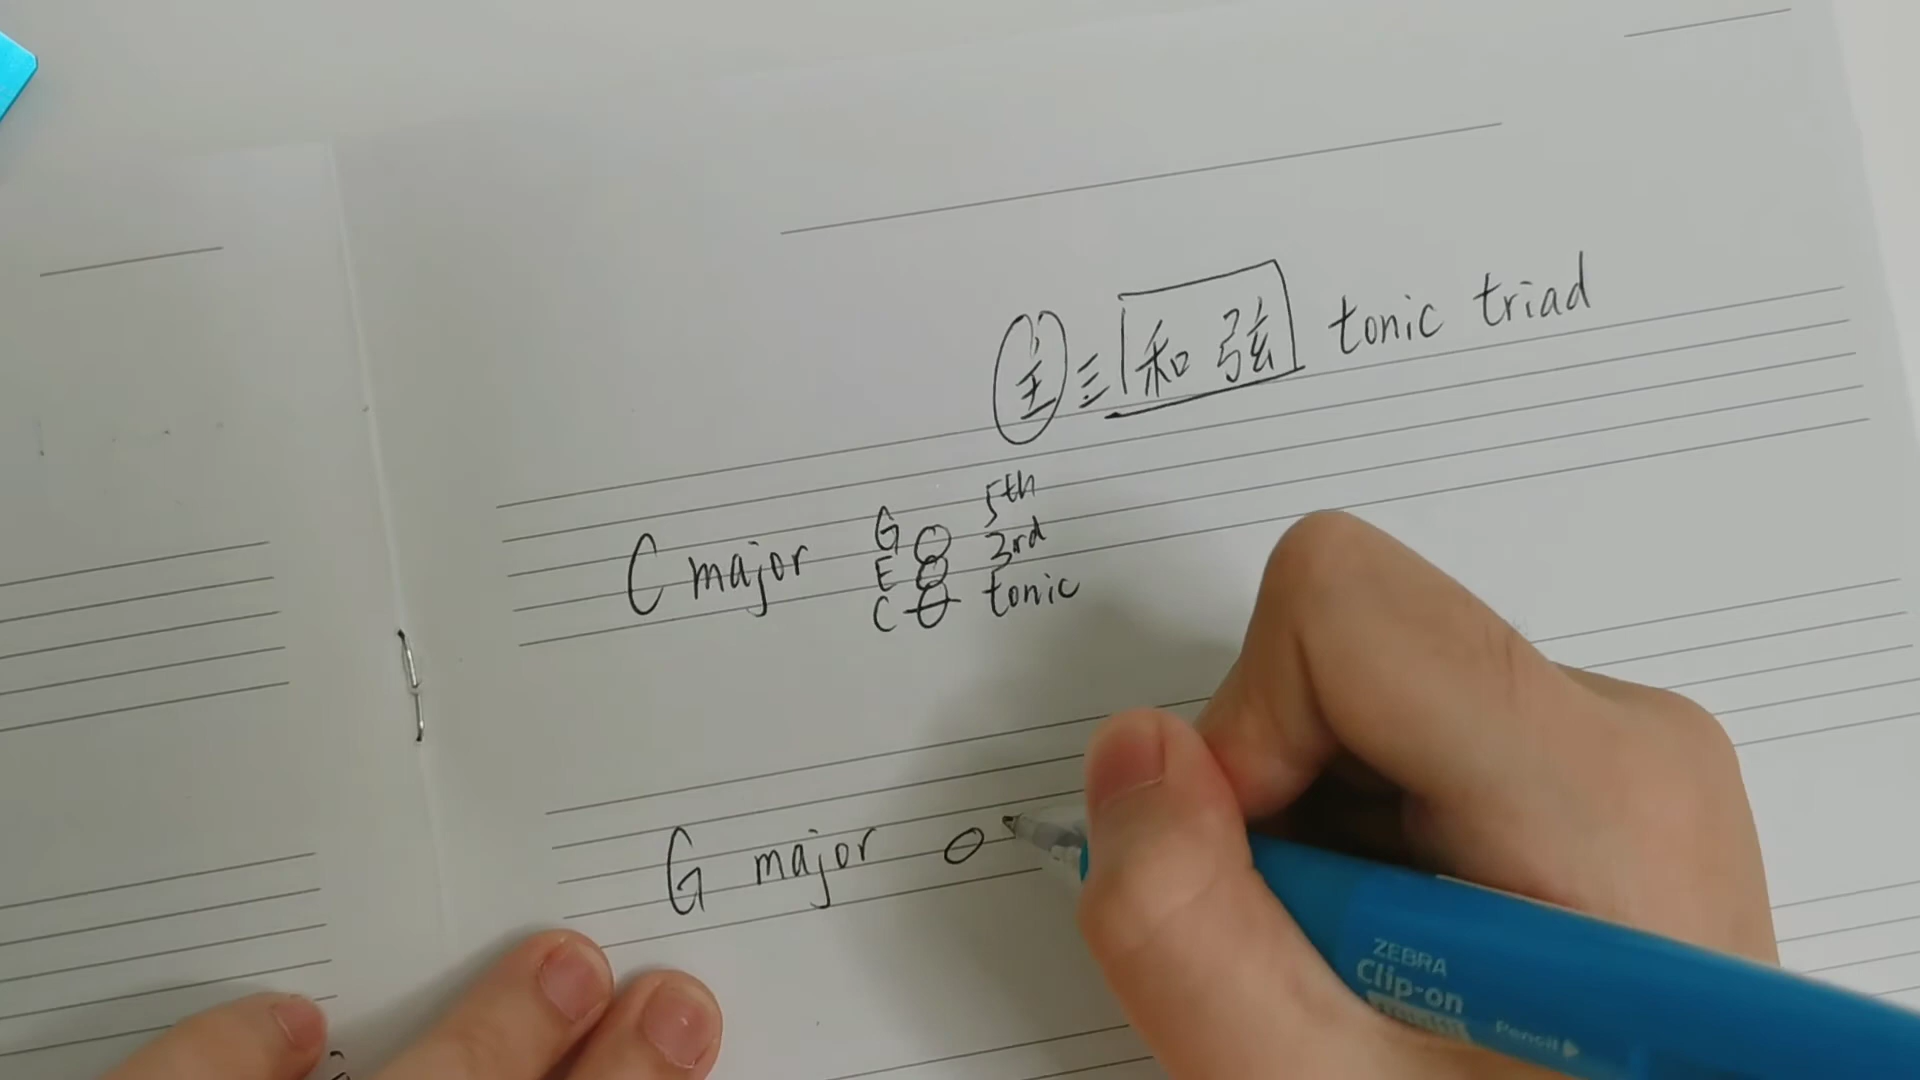 主三和弦 tonic triad
G 5th
C major E 3rd
C tonic
G major
ZEBRA
Clip-on
Pencil